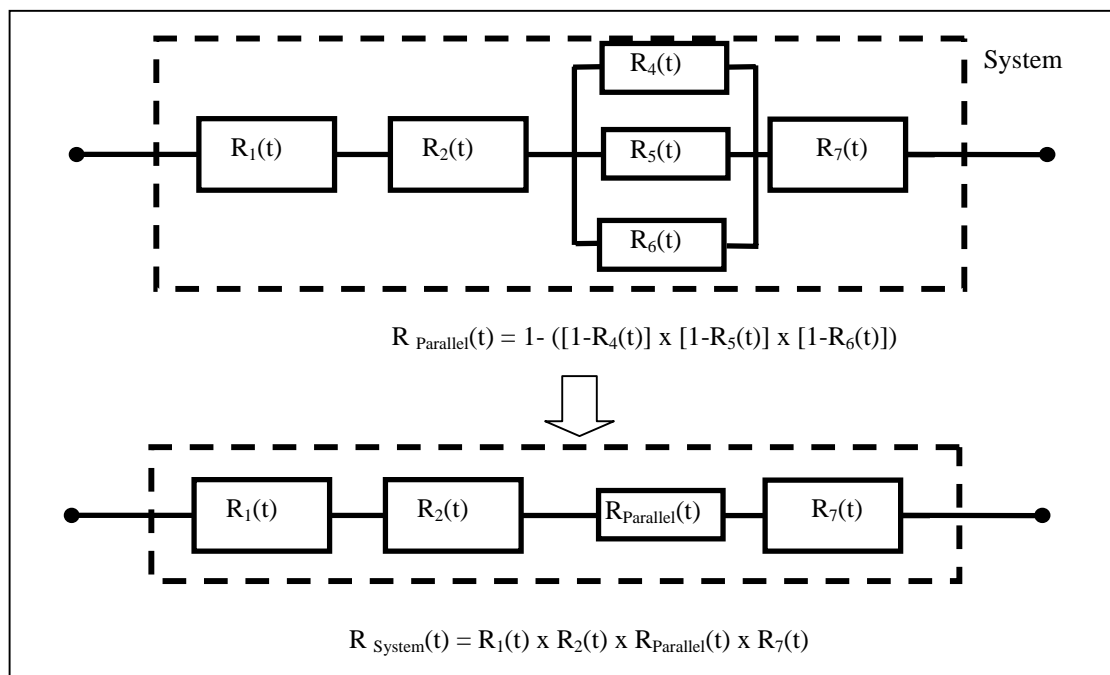 System
R₄(t)
R₁(t) R₂(t) R₅(t) R₇(t)
R₆(t)
R Parallel(t) = 1- ([1-R₄(t)] x [1-R₅(t)] x [1-R₆(t)])
R₁(t) R₂(t) RParallel(t) R₇(t)
R System(t) = R₁(t) x R₂(t) x RParallel(t) x R₇(t)